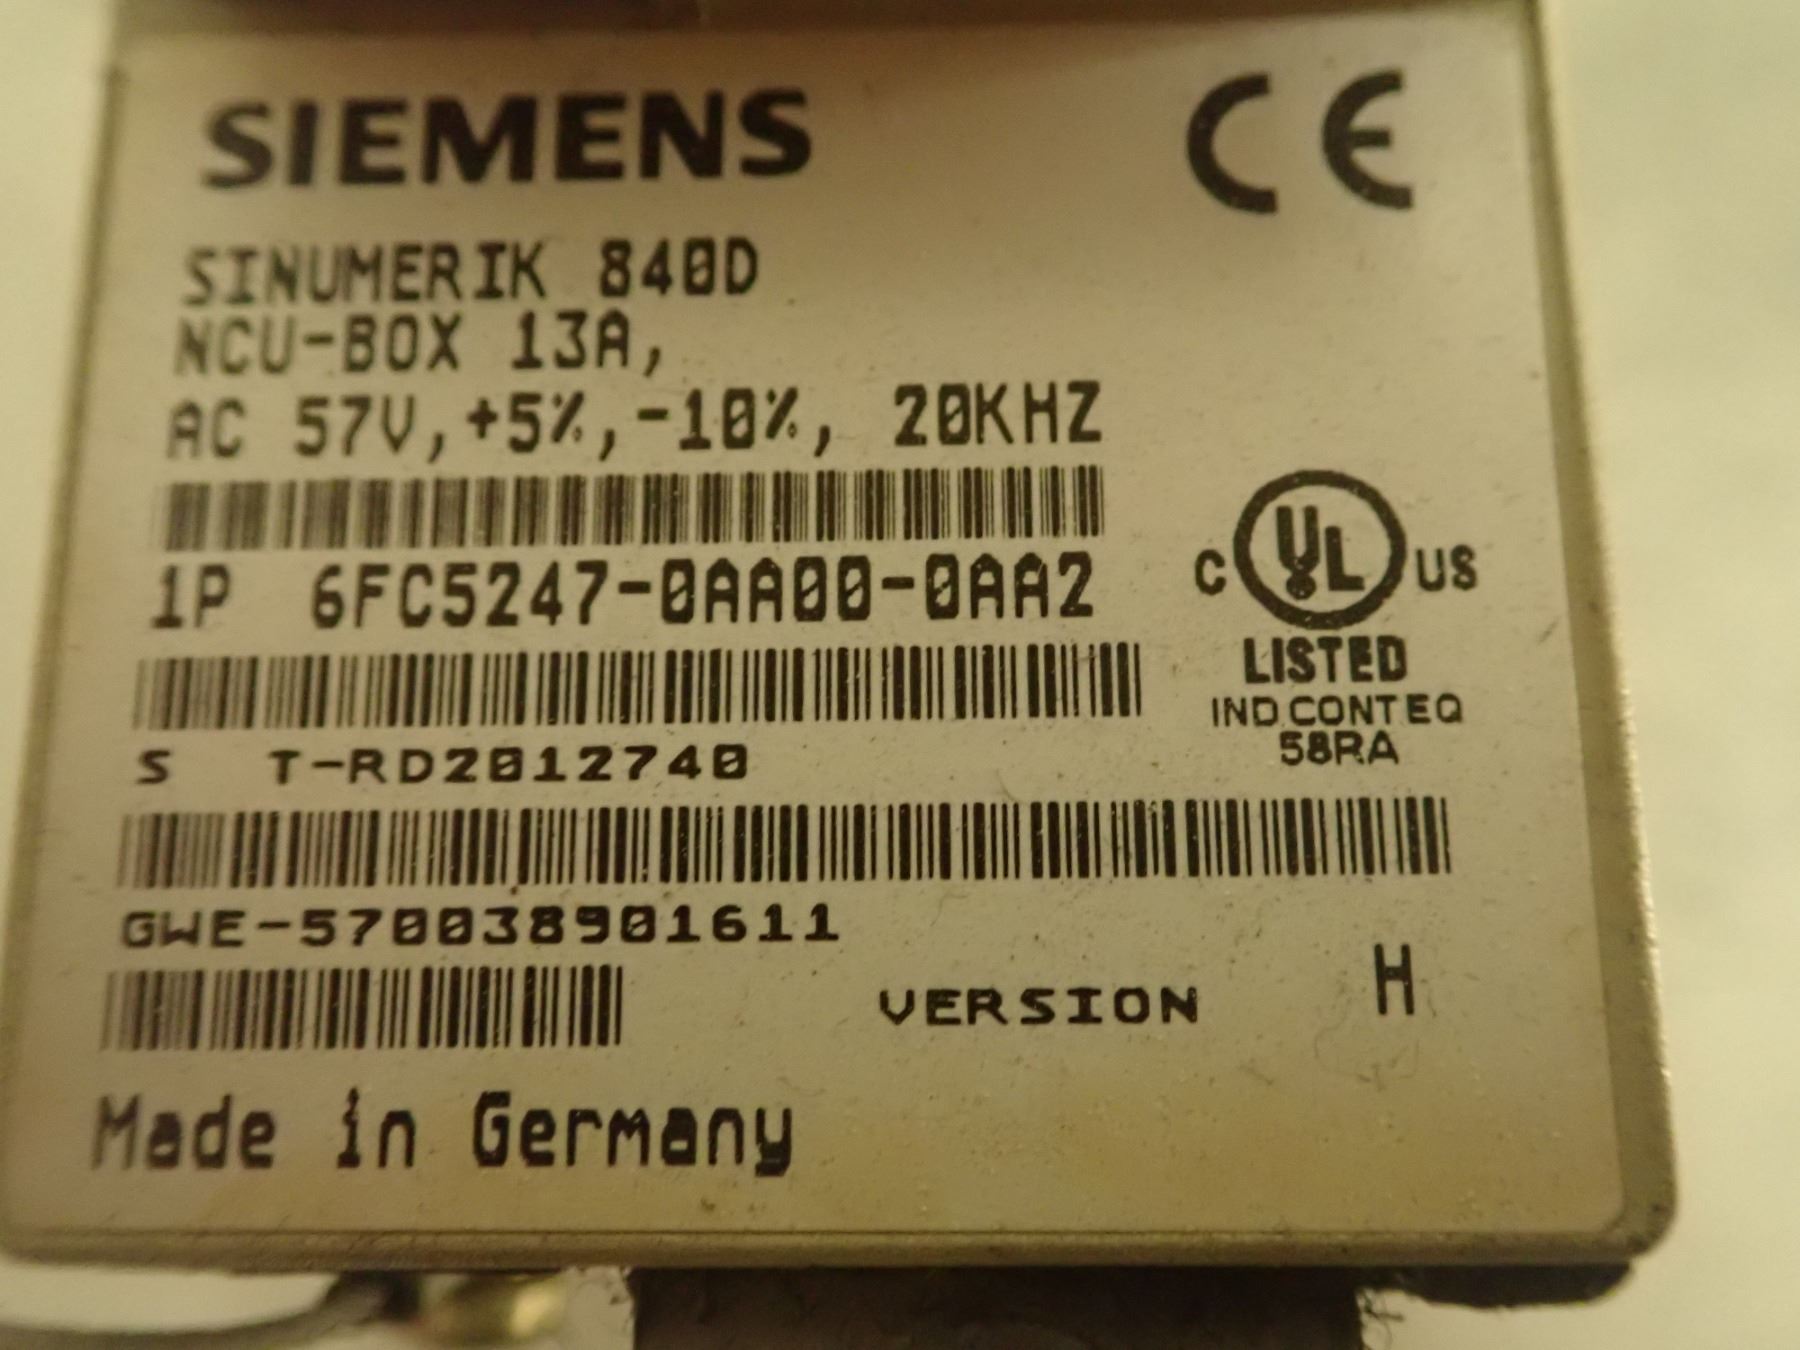 SIEMENS CE
SINUMERIK 840D
NCU-BOX 13A,
AC 57V,+5%,-10%, 20KHZ
1P 6FC5247-0AA00-0AA2
C UL US
LISTED
IND.CONT.EQ
58RA
S T-RD2012740
GWE-570038901611
VERSION H
Made in Germany